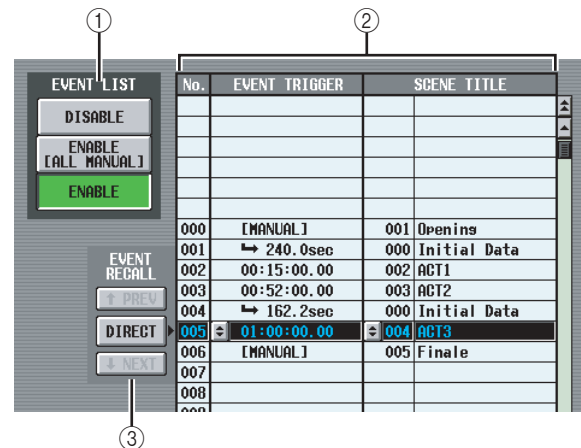 ① ②
EVENT LIST
DISABLE
ENABLE
[ALL MANUAL]
ENABLE
EVENT
RECALL
↑ PREV
DIRECT
↓ NEXT
③
No. EVENT TRIGGER SCENE TITLE
000 [MANUAL] 001 Opening
001 ↳ 240.0sec 000 Initial Data
002 00:15:00.00 002 ACT1
003 00:52:00.00 003 ACT2
004 ↳ 162.2sec 000 Initial Data
005 01:00:00.00 004 ACT3
006 [MANUAL] 005 Finale
007
008